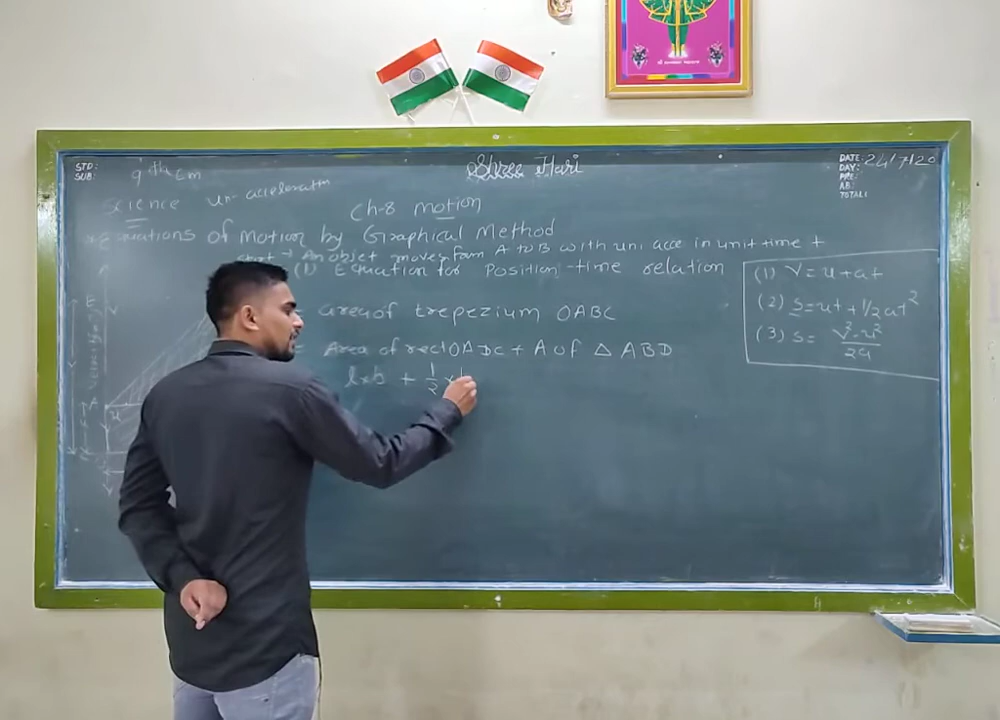 STD: 9th Em
SUB:
Shree Hari
DATE: 24/7/20
DAY:
PRE:
AB:
TOTAL:
Science
Ch-8 motion
Equations of Motion by Graphical Method
An objet moves from A to B with uni acce in unit time t
(1) Equation for Position-time relation
area of trepezium OABC
= Area of rect OADC + A of △ ABD
l×b + 1/2 ×
(1) v = u + at
(2) s = ut + 1/2 at²
(3) s = v² - u² / 2a
E
A
u